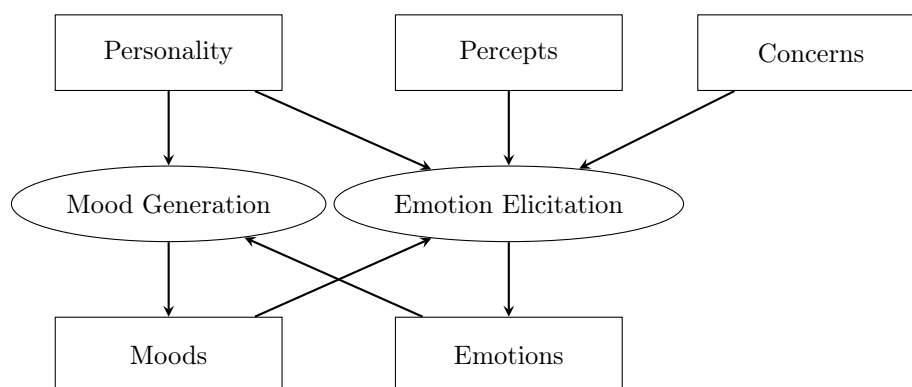 Personality
Percepts
Concerns
Mood Generation
Emotion Elicitation
Moods
Emotions